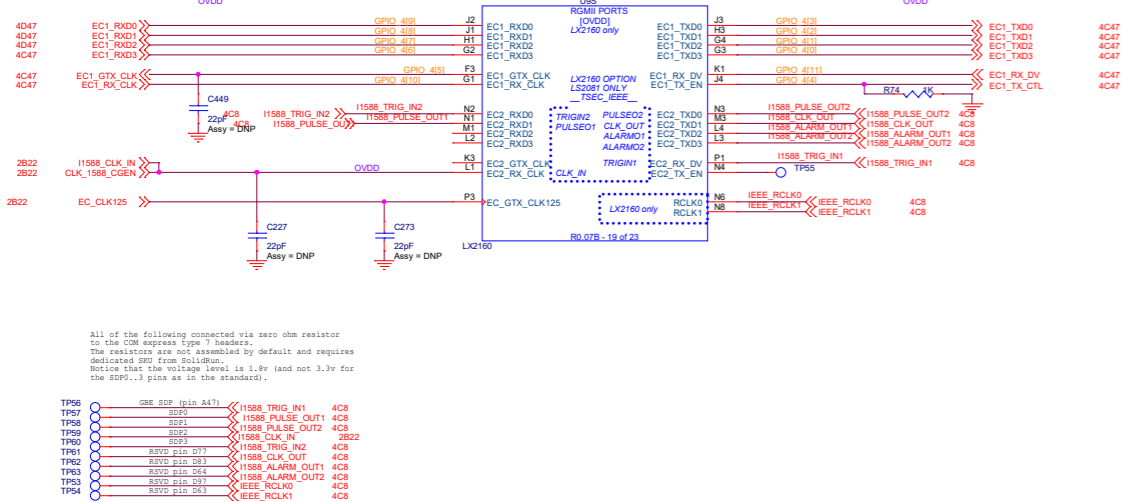 OVDD
U9S
OVDD
RGMII PORTS
[OVDD]
LX2160 only
4D47 EC1_RXD0 GPIO_4[9] J2 EC1_RXD0 EC1_TXD0 J3 GPIO_4[3] EC1_TXD0 4C47
4D47 EC1_RXD1 GPIO_4[8] J1 EC1_RXD1 EC1_TXD1 H3 GPIO_4[2] EC1_TXD1 4C47
4D47 EC1_RXD2 GPIO_4[7] H1 EC1_RXD2 EC1_TXD2 G4 GPIO_4[1] EC1_TXD2 4C47
4D47 EC1_RXD3 GPIO_4[6] G2 EC1_RXD3 EC1_TXD3 G3 GPIO_4[0] EC1_TXD3 4C47
4C47 EC1_GTX_CLK GPIO_4[5] F3 EC1_GTX_CLK EC1_RX_DV K1 GPIO_4[11] EC1_RX_DV 4C47
4C47 EC1_RX_CLK GPIO_4[10] G1 EC1_RX_CLK EC1_TX_EN J4 GPIO_4[4] EC1_TX_CTL 4C47
R74 1K
LX2160 OPTION
LS2081 ONLY
__TSEC_IEEE__
C449
22pF
Assy = DNP
4C8 I1588_TRIG_IN2 I1588_TRIG_IN2 N2 EC2_RXD0 TRIGIN2 PULSEO2 EC2_TXD0 N3 I1588_PULSE_OUT2 I1588_PULSE_OUT2 4C8
4C8 I1588_PULSE_OUT1 I1588_PULSE_OUT1 N1 EC2_RXD1 PULSEO1 CLK_OUT EC2_TXD1 M3 I1588_CLK_OUT I1588_CLK_OUT 4C8
M1 EC2_RXD2 ALARMO1 EC2_TXD2 L4 I1588_ALARM_OUT1 I1588_ALARM_OUT1 4C8
L2 EC2_RXD3 ALARMO2 EC2_TXD3 L3 I1588_ALARM_OUT2 I1588_ALARM_OUT2 4C8
2B22 I1588_CLK_IN K3 EC2_GTX_CLK TRIGIN1 EC2_RX_DV P1 I1588_TRIG_IN1 I1588_TRIG_IN1 4C8
2B22 CLK_1588_CGEN OVDD L1 EC2_RX_CLK CLK_IN EC2_TX_EN N4 TP55
2B22 EC_CLK125 P3 EC_GTX_CLK125 LX2160 only RCLK0 N6 IEEE_RCLK0 IEEE_RCLK0 4C8
RCLK1 N8 IEEE_RCLK1 IEEE_RCLK1 4C8
C227
22pF
Assy = DNP
C273
22pF
Assy = DNP
LX2160
R0.07B - 19 of 23
All of the following connected via zero ohm resistor
to the COM express type 7 headers.
The resistors are not assembled by default and requires
dedicated SKU from SolidRun.
Notice that the voltage level is 1.8v (and not 3.3v for
the SDP0..3 pins as in the standard).
TP56 GBE SDP (pin A47) I1588_TRIG_IN1 4C8
TP57 SDP0 I1588_PULSE_OUT1 4C8
TP58 SDP1 I1588_PULSE_OUT2 4C8
TP59 SDP2 I1588_CLK_IN 2B22
TP60 SDP3 I1588_TRIG_IN2 4C8
TP61 RSVD pin D77 I1588_CLK_OUT 4C8
TP62 RSVD pin D83 I1588_ALARM_OUT1 4C8
TP63 RSVD pin D64 I1588_ALARM_OUT2 4C8
TP53 RSVD pin D97 IEEE_RCLK0 4C8
TP54 RSVD pin D63 IEEE_RCLK1 4C8